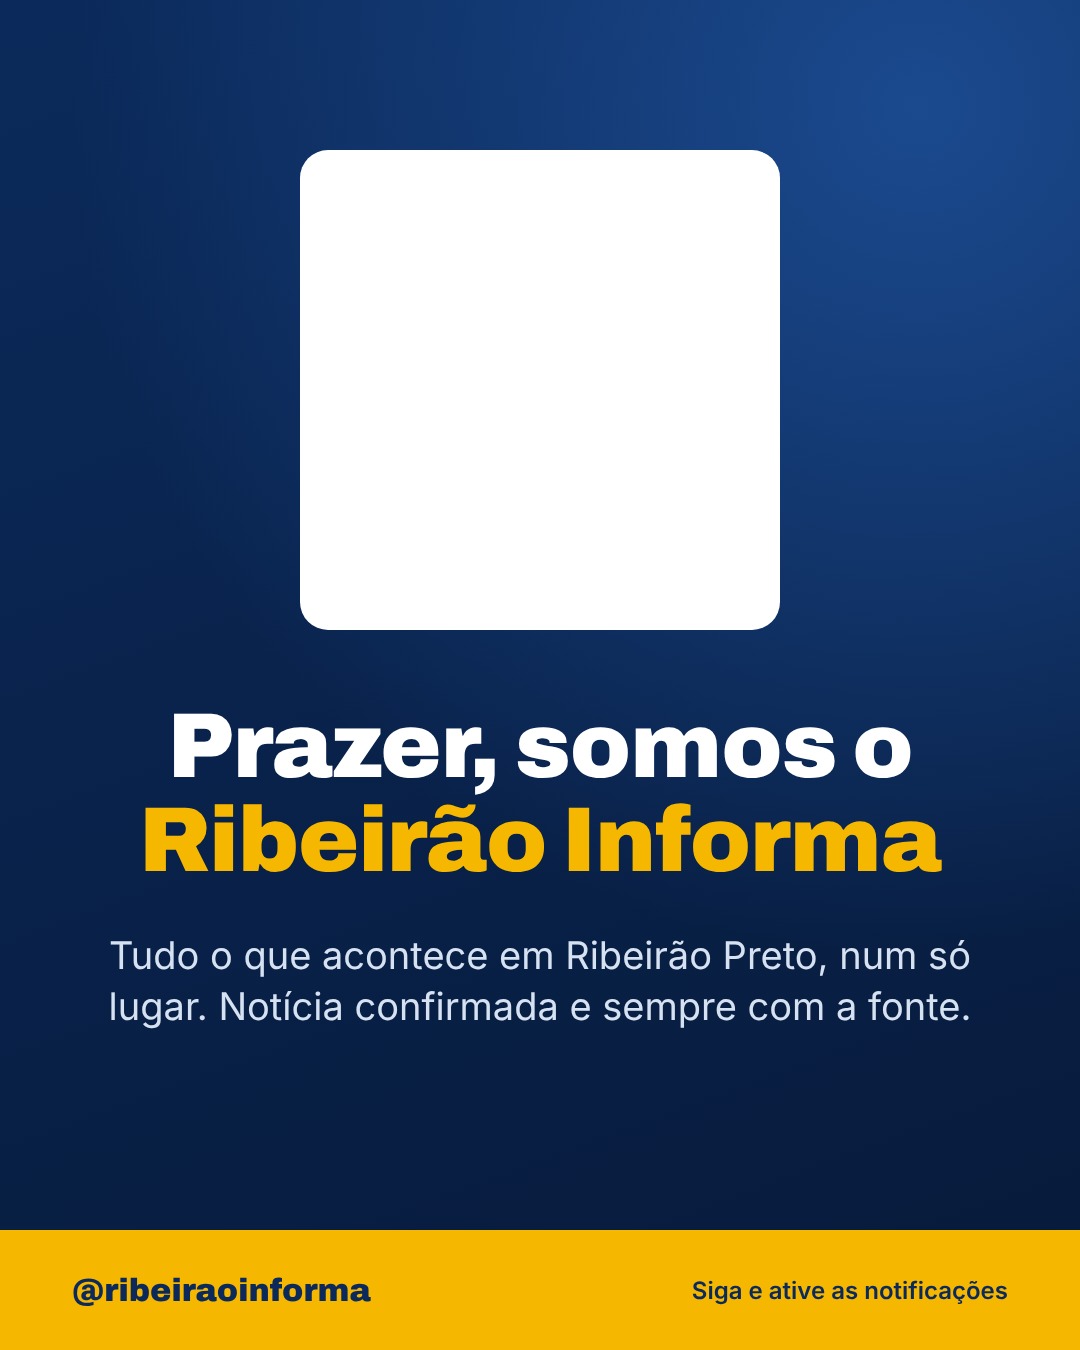 Prazer, somos o
Ribeirão Informa
Tudo o que acontece em Ribeirão Preto, num só
lugar. Notícia confirmada e sempre com a fonte.
@ribeiraoinforma
Siga e ative as notificações